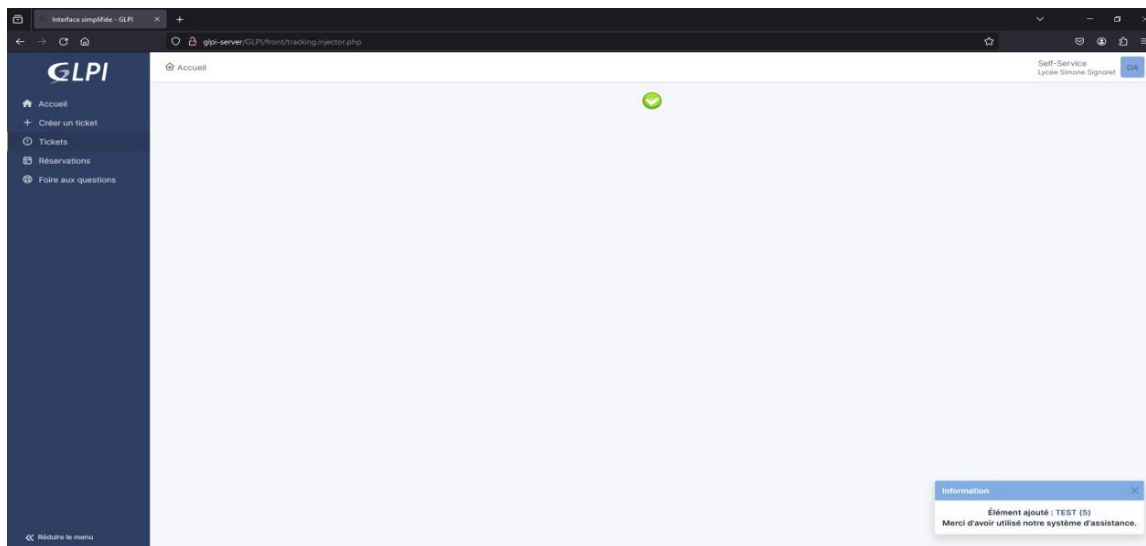 Interface simplifiée - GLPI
glpi-server/GLPI/front/tracking.injector.php
GLPI
Accueil
Self-Service
Lycée Simone Signoret
DA
Accueil
Créer un ticket
Tickets
Réservations
Foire aux questions
Information
Élément ajouté : TEST (5)
Merci d'avoir utilisé notre système d'assistance.
Réduire le menu